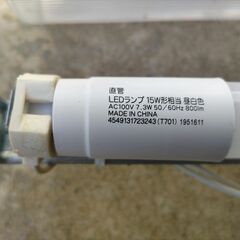 直管
LEDランプ 15W形相当 昼白色
AC100V 7.3W 50/60Hz 800lm
MADE IN CHINA
4549131723243 (T701) 1951611